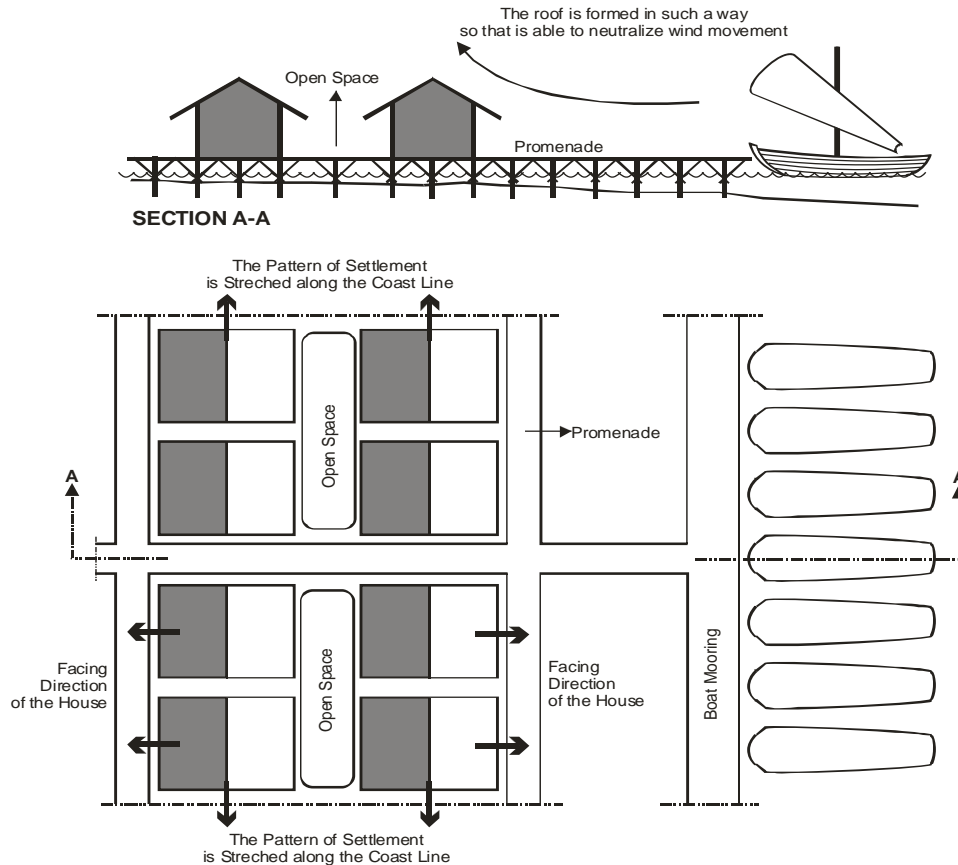 The roof is formed in such a way
so that is able to neutralize wind movement
Open Space
Promenade
SECTION A-A
The Pattern of Settlement
is Streched along the Coast Line
Open Space
Promenade
A
A
Facing
Direction
of the House
Open Space
Facing
Direction
of the House
Boat Mooring
The Pattern of Settlement
is Streched along the Coast Line